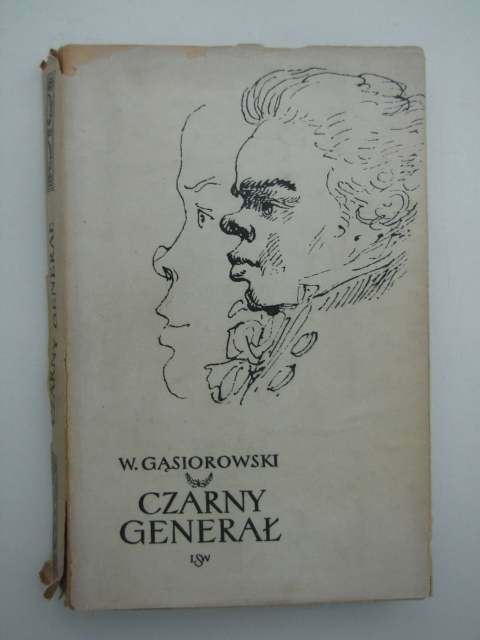 W. GĄSIOROWSKI
CZARNY
GENERAŁ
LSW
CZARNY GENERAŁ